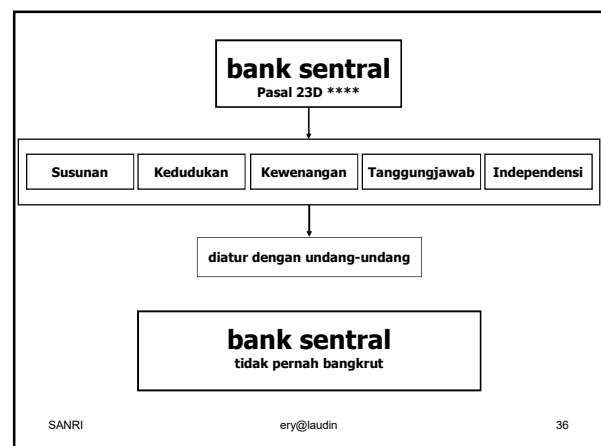 bank sentral
Pasal 23D ****
Susunan Kedudukan Kewenangan Tanggungjawab Independensi
diatur dengan undang-undang
bank sentral
tidak pernah bangkrut
SANRI ery@laudin 36